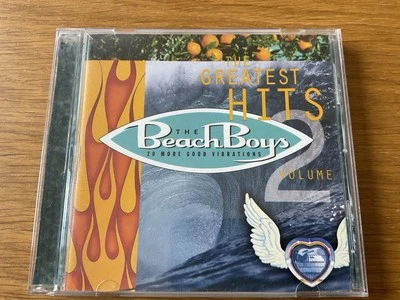 THE
GREATEST
HITS
THE
Beach Boys
20 MORE GOOD VIBRATIONS
2
VOLUME